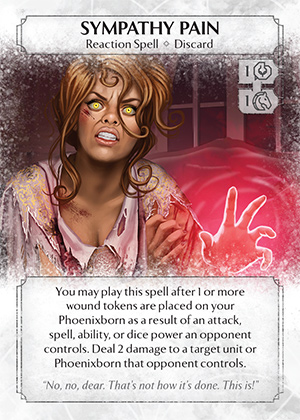 SYMPATHY PAIN
Reaction Spell ◇ Discard
1
1
You may play this spell after 1 or more
wound tokens are placed on your
Phoenixborn as a result of an attack,
spell, ability, or dice power an opponent
controls. Deal 2 damage to a target unit or
Phoenixborn that opponent controls.
"No, no, dear. That's not how it's done. This is!"